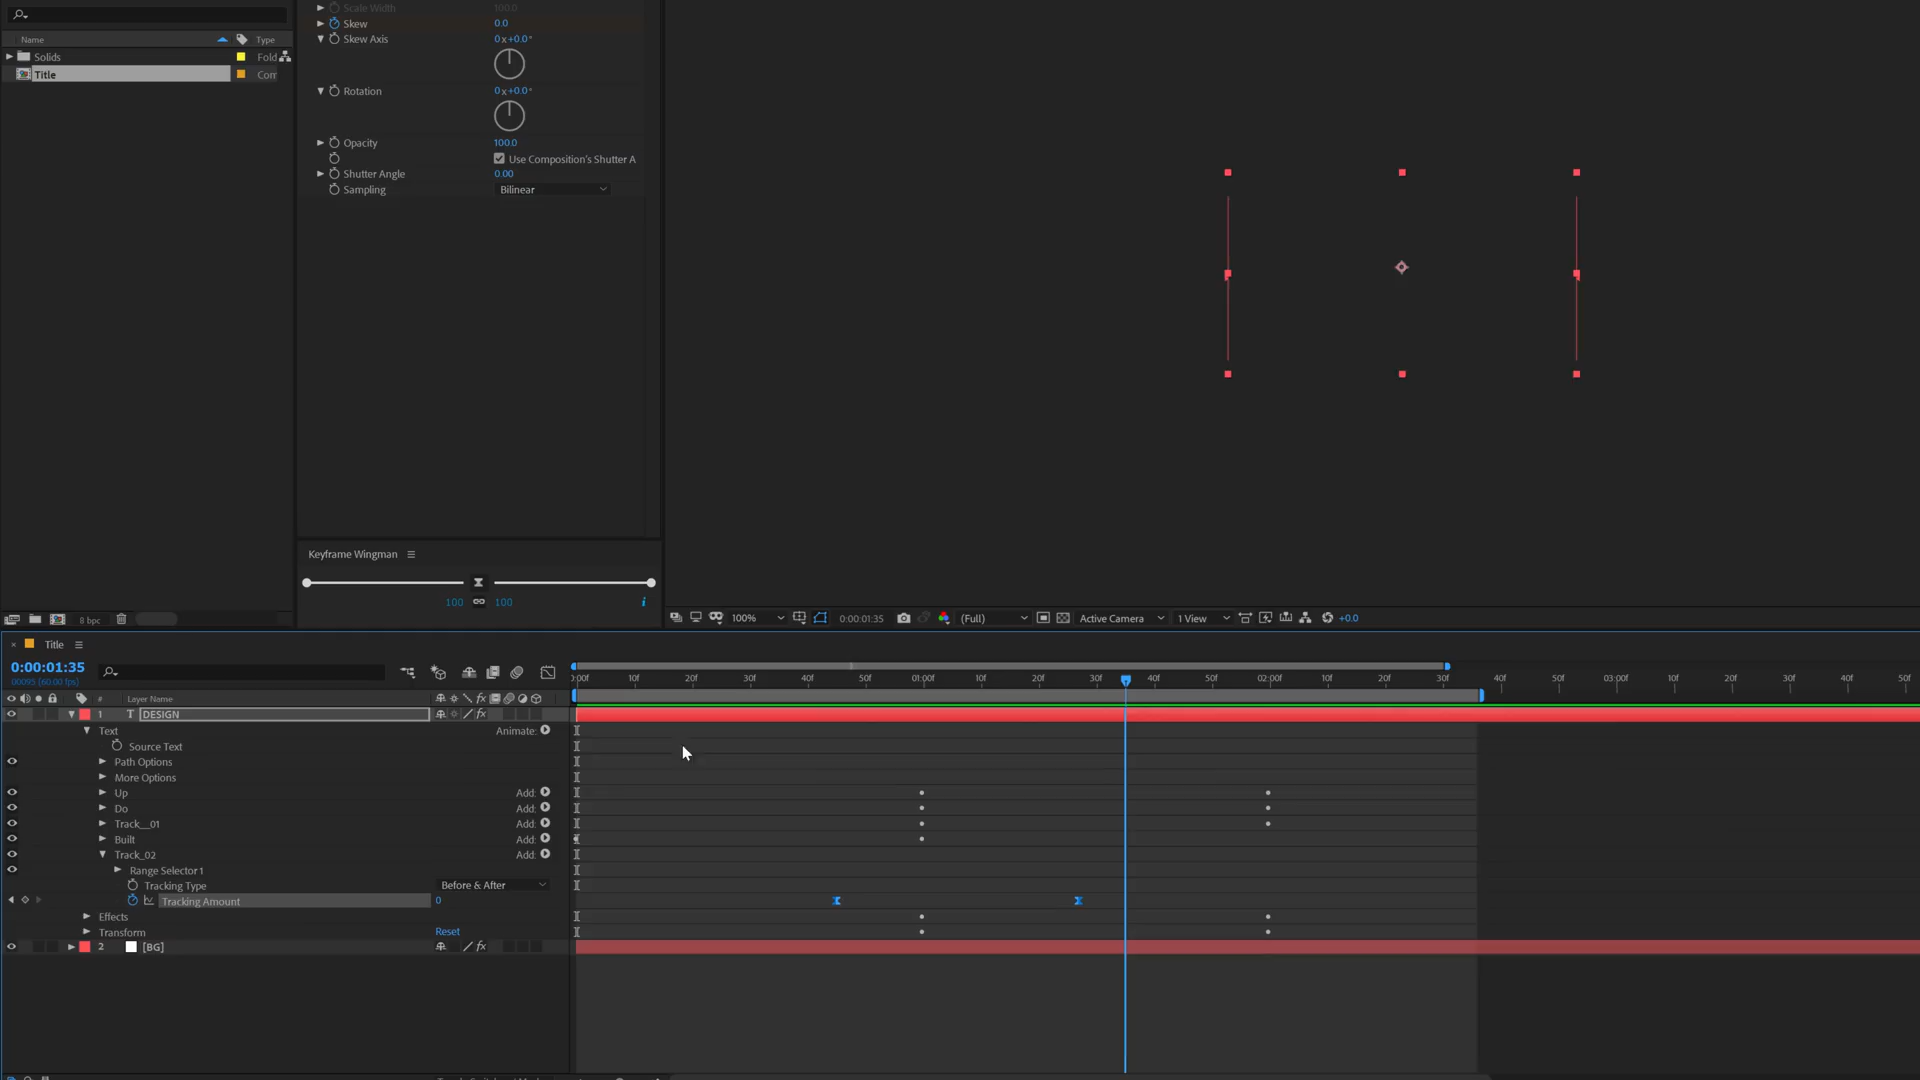 Scale Width 100.0
Skew 0.0
Skew Axis 0x+0.0°
Rotation 0x+0.0°
Opacity 100.0
Use Composition's Shutter A
Shutter Angle 0.00
Sampling Bilinear
Name Type
Solids Fold
Title Com
Keyframe Wingman
100 100 i
8 bpc
100% 0:00:01:35 (Full) Active Camera 1 View +0.0
Title
0:00:01:35
00095 (60.00 fps)
0:00f 10f 20f 30f 40f 50f 01:00f 10f 20f 30f 40f 50f 02:00f 10f 20f 30f 40f 50f 03:00f 10f 20f 30f 40f 50f
# Layer Name
1 T DESIGN
Text Animate:
Source Text
Path Options
More Options
Up Add:
Do Add:
Track__01 Add:
Built Add:
Track_02 Add:
Range Selector 1
Tracking Type Before & After
Tracking Amount 0
Effects
Transform Reset
2 [BG]